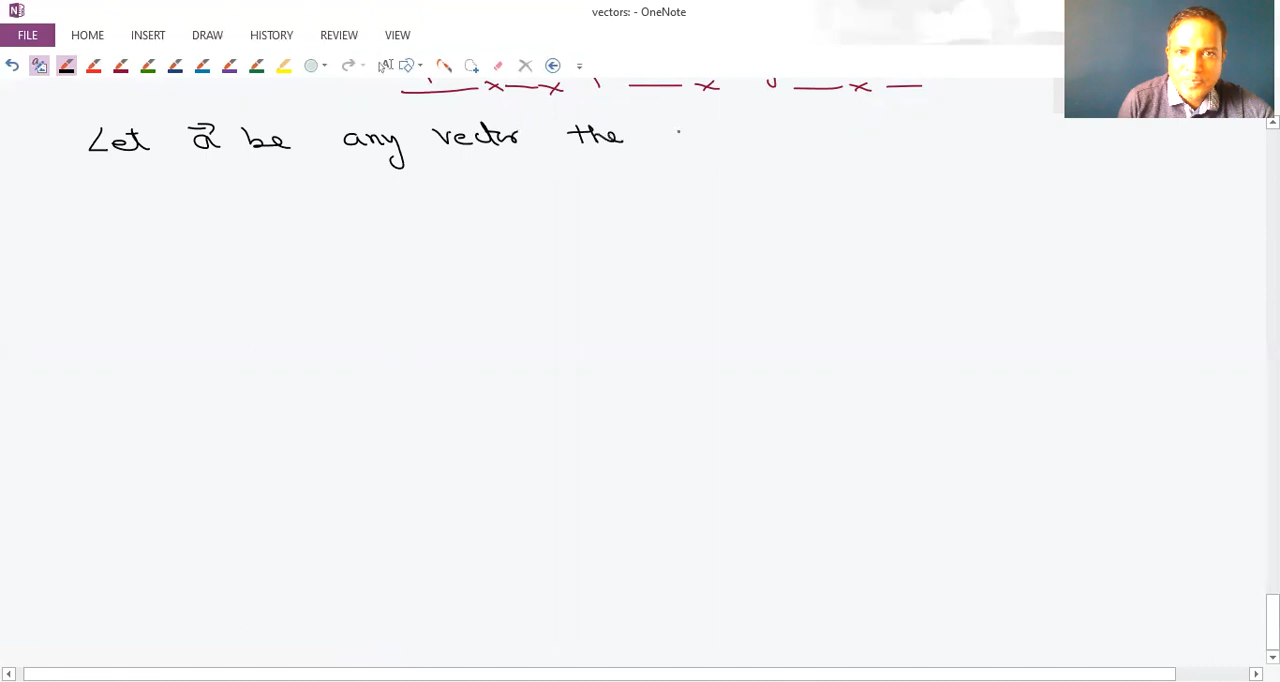 vectors: - OneNote
FILE HOME INSERT DRAW HISTORY REVIEW VIEW
Let a⃗ be any vector the